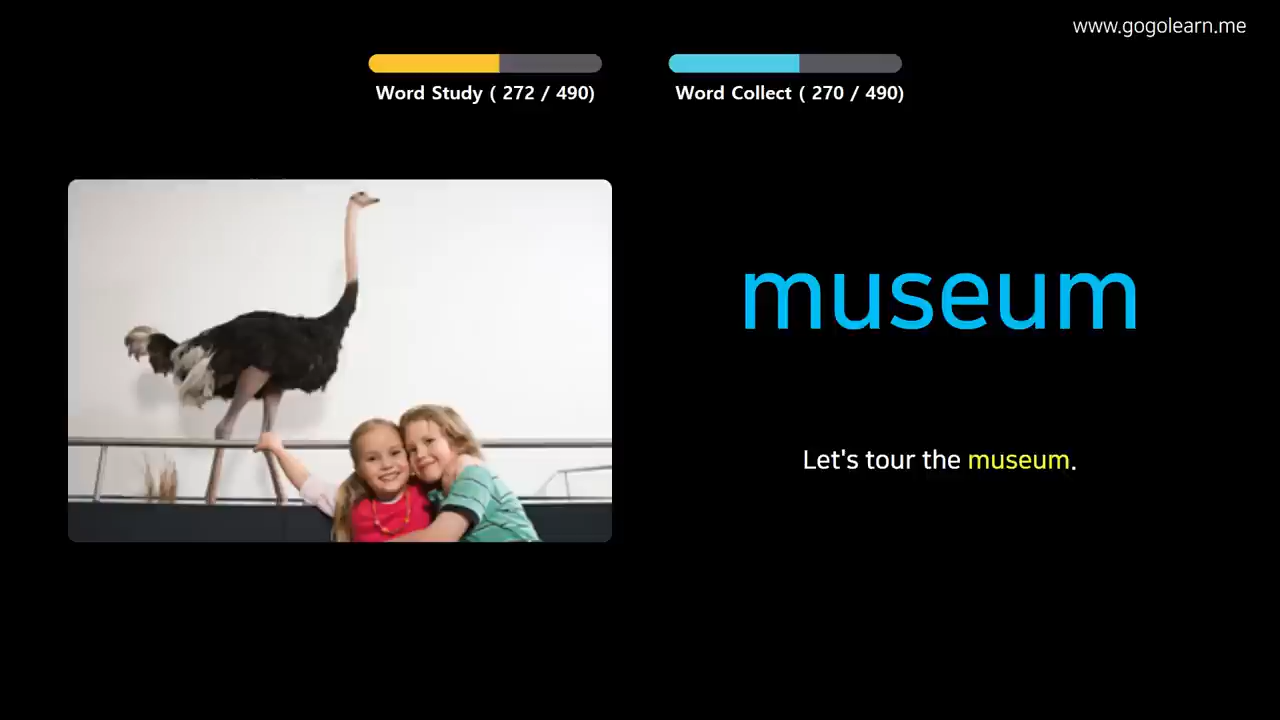 www.gogolearn.me
Word Study ( 272 / 490)
Word Collect ( 270 / 490)
museum
Let's tour the museum.